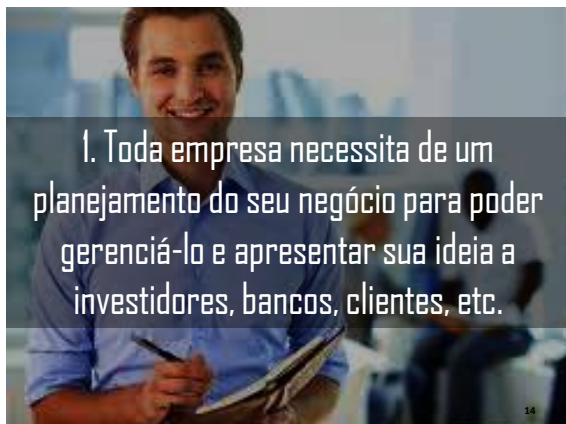 1. Toda empresa necessita de um
planejamento do seu negócio para poder
gerenciá-lo e apresentar sua ideia a
investidores, bancos, clientes, etc.
14